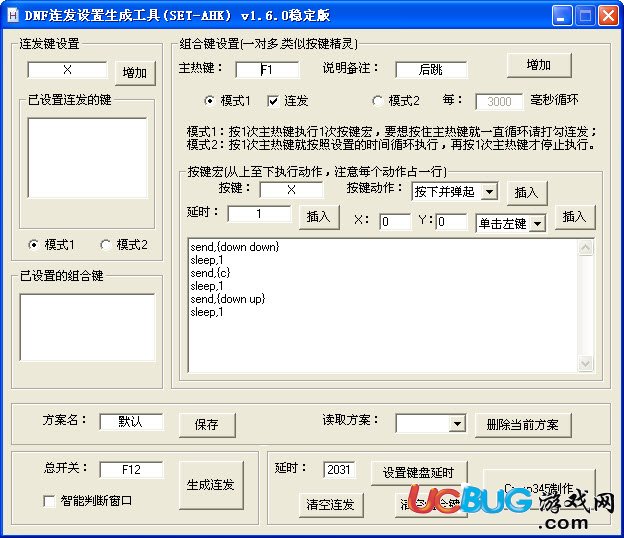 DNF连发设置生成工具(SET-AHK) v1.6.0稳定版
连发键设置
X 增加
已设置连发的键
模式1 模式2
已设置的组合键
组合键设置(一对多,类似按键精灵)
主热键： F1 说明备注： 后跳 增加
模式1 连发 模式2 每： 3000 毫秒循环
模式1：按1次主热键执行1次按键宏，要想按住主热键就一直循环请打勾连发；
模式2：按1次主热键就按照设置的时间循环执行，再按1次主热键才停止执行。
按键宏(从上至下执行动作，注意每个动作占一行)
按键： X 按键动作： 按下并弹起 插入
延时： 1 插入 X： 0 Y： 0 单击左键 插入
send,{down down}
sleep,1
send,{c}
sleep,1
send,{down up}
sleep,1
方案名： 默认 保存 读取方案： 删除当前方案
总开关： F12 生成连发
智能判断窗口
延时： 2031 设置键盘延时
清空连发
UCBUG游戏网
.com